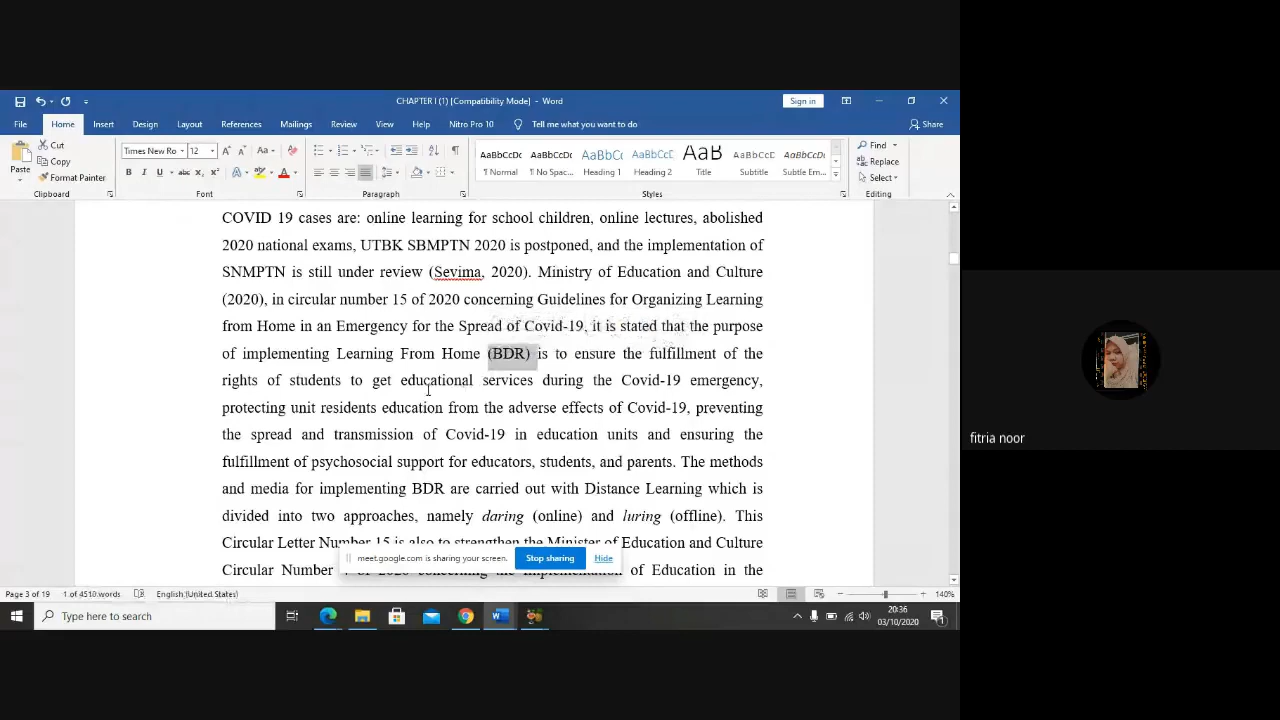 CHAPTER I (1) [Compatibility Mode] - Word
Sign in
File Home Insert Design Layout References Mailings Review View Help Nitro Pro 10 Tell me what you want to do Share
Paste
Cut
Copy
Format Painter
Clipboard
Times New Ro 12
Font
Paragraph
AaBbCcDc AaBbCcDc AaBbCc AaBbCcC AaB AaBbCcC AaBbCcDc
¶ Normal ¶ No Spac... Heading 1 Heading 2 Title Subtitle Subtle Em...
Styles
Find
Replace
Select
Editing
COVID 19 cases are: online learning for school children, online lectures, abolished
2020 national exams, UTBK SBMPTN 2020 is postponed, and the implementation of
SNMPTN is still under review (Sevima, 2020). Ministry of Education and Culture
(2020), in circular number 15 of 2020 concerning Guidelines for Organizing Learning
from Home in an Emergency for the Spread of Covid-19, it is stated that the purpose
of implementing Learning From Home (BDR) is to ensure the fulfillment of the
rights of students to get educational services during the Covid-19 emergency,
protecting unit residents education from the adverse effects of Covid-19, preventing
the spread and transmission of Covid-19 in education units and ensuring the
fulfillment of psychosocial support for educators, students, and parents. The methods
and media for implementing BDR are carried out with Distance Learning which is
divided into two approaches, namely daring (online) and luring (offline). This
Circular Letter Number 15 is also to strengthen the Minister of Education and Culture
Circular Number of 2020 concerning the Implementation of Education in the
meet.google.com is sharing your screen. Stop sharing Hide
Page 3 of 19 1 of 4510 words English (United States) 140%
Type here to search
20:36
03/10/2020
fitria noor